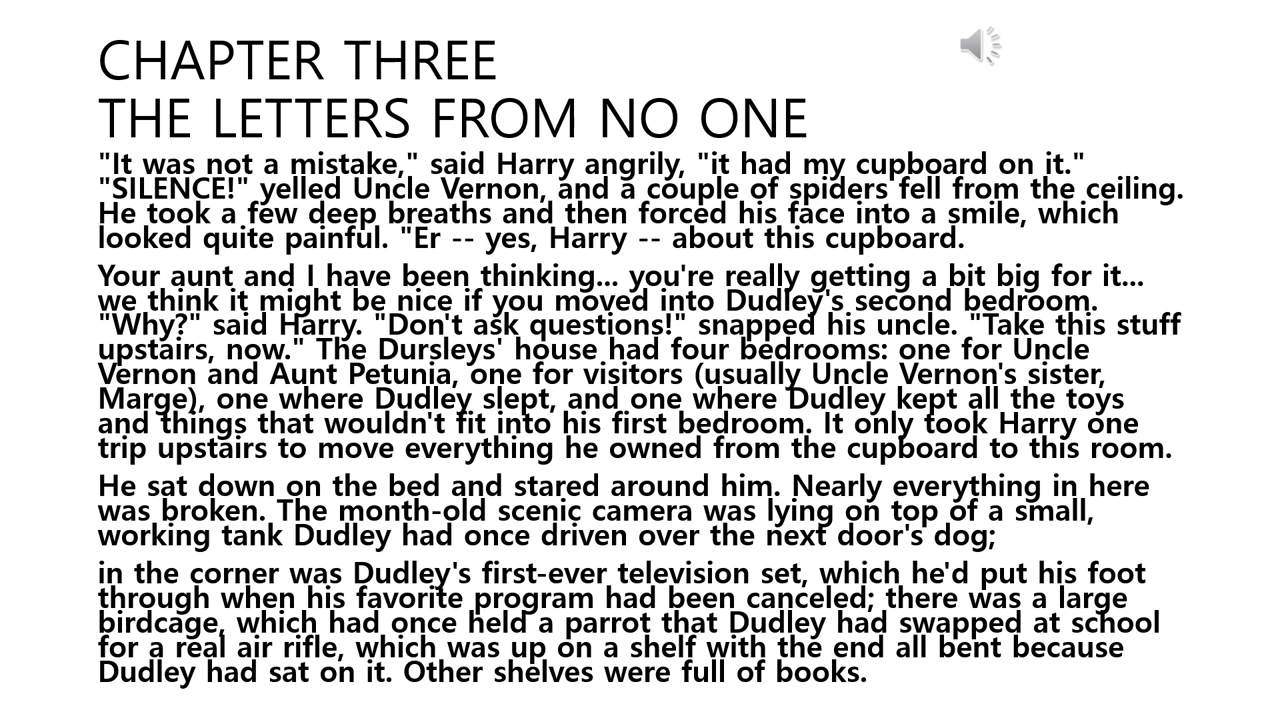 CHAPTER THREE
THE LETTERS FROM NO ONE
"It was not a mistake," said Harry angrily, "it had my cupboard on it."
"SILENCE!" yelled Uncle Vernon, and a couple of spiders fell from the ceiling.
He took a few deep breaths and then forced his face into a smile, which
looked quite painful. "Er -- yes, Harry -- about this cupboard.
Your aunt and I have been thinking... you're really getting a bit big for it...
we think it might be nice if you moved into Dudley's second bedroom.
"Why?" said Harry. "Don't ask questions!" snapped his uncle. "Take this stuff
upstairs, now." The Dursleys' house had four bedrooms: one for Uncle
Vernon and Aunt Petunia, one for visitors (usually Uncle Vernon's sister,
Marge), one where Dudley slept, and one where Dudley kept all the toys
and things that wouldn't fit into his first bedroom. It only took Harry one
trip upstairs to move everything he owned from the cupboard to this room.
He sat down on the bed and stared around him. Nearly everything in here
was broken. The month-old scenic camera was lying on top of a small,
working tank Dudley had once driven over the next door's dog;
in the corner was Dudley's first-ever television set, which he'd put his foot
through when his favorite program had been canceled; there was a large
birdcage, which had once held a parrot that Dudley had swapped at school
for a real air rifle, which was up on a shelf with the end all bent because
Dudley had sat on it. Other shelves were full of books.